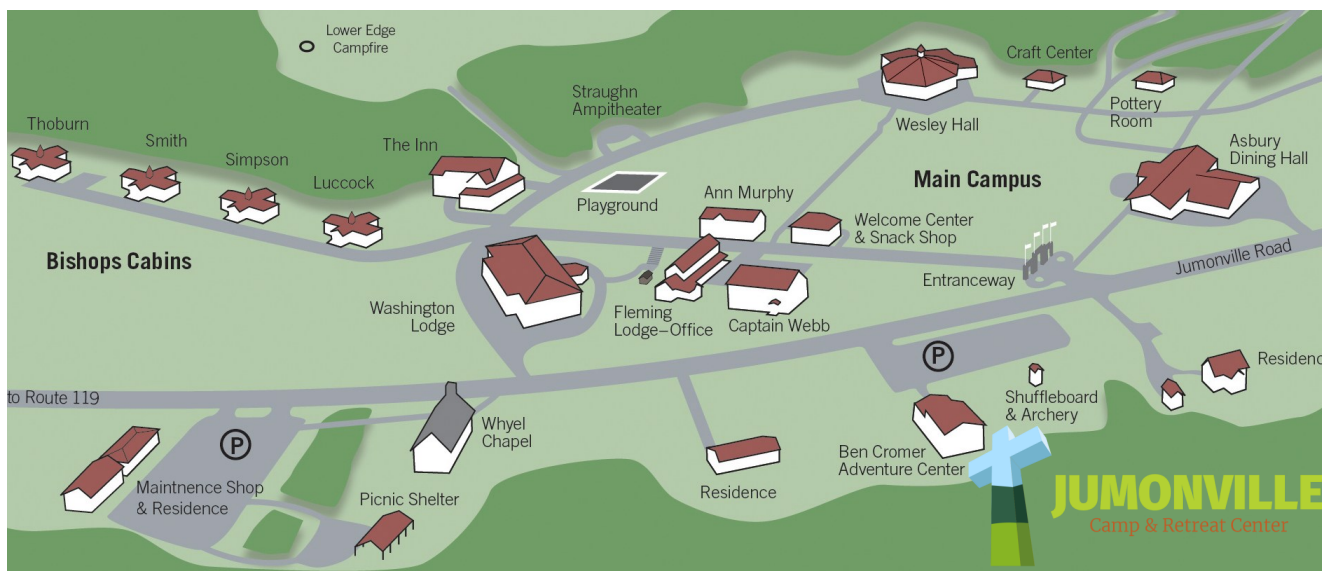 Lower Edge
Campfire
Craft Center
Straughn
Ampitheater
Thoburn
Smith
Simpson
Luccock
The Inn
Wesley Hall
Pottery
Room
Asbury
Dining Hall
Main Campus
Playground
Ann Murphy
Welcome Center
& Snack Shop
Bishops Cabins
Entranceway
Jumonville Road
Washington
Lodge
Fleming
Lodge–Office
Captain Webb
P
Residenc
to Route 119
Shuffleboard
& Archery
Whyel
Chapel
P
Ben Cromer
Adventure Center
Maintnence Shop
& Residence
Picnic Shelter
Residence
JUMONVILLE
Camp & Retreat Center